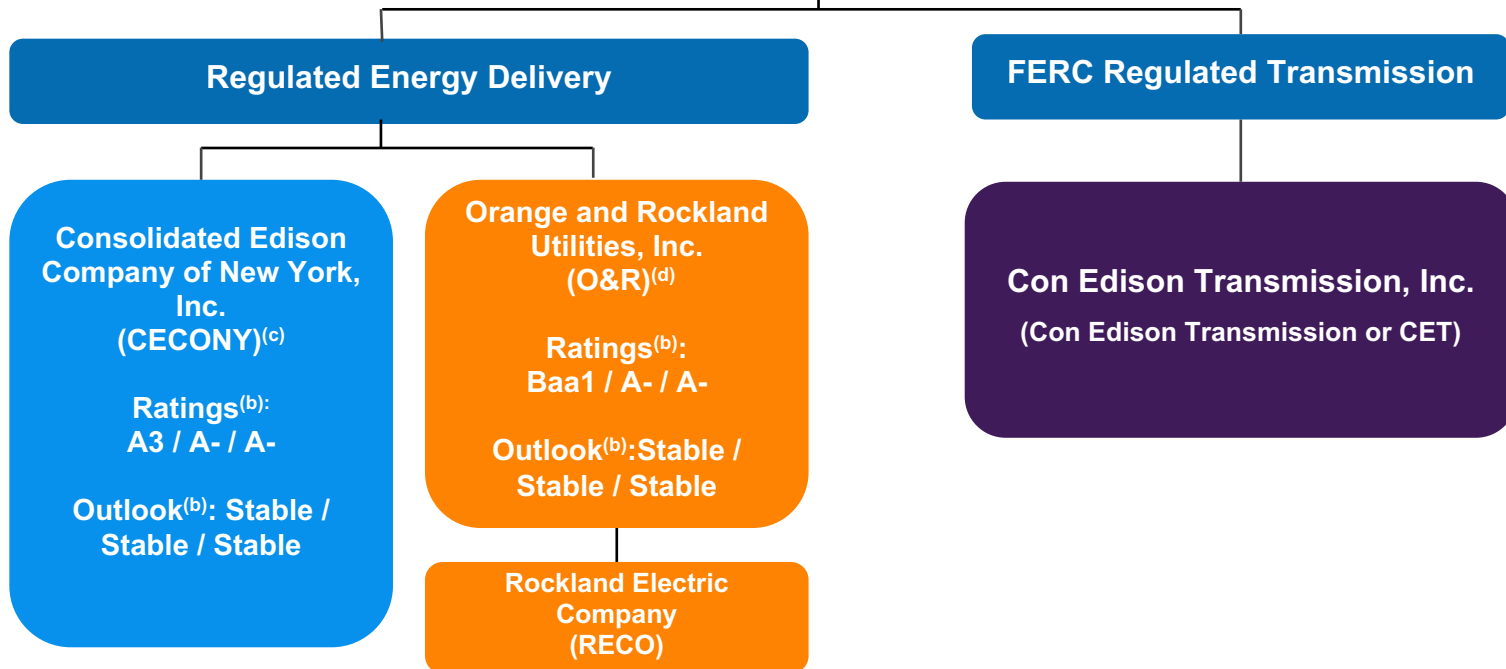 Regulated Energy Delivery
FERC Regulated Transmission
Consolidated Edison
Company of New York,
Inc.
(CECONY)(c)
Ratings(b):
A3 / A- / A-
Outlook(b): Stable /
Stable / Stable
Orange and Rockland
Utilities, Inc.
(O&R)(d)
Ratings(b):
Baa1 / A- / A-
Outlook(b):Stable /
Stable / Stable
Rockland Electric
Company
(RECO)
Con Edison Transmission, Inc.
(Con Edison Transmission or CET)